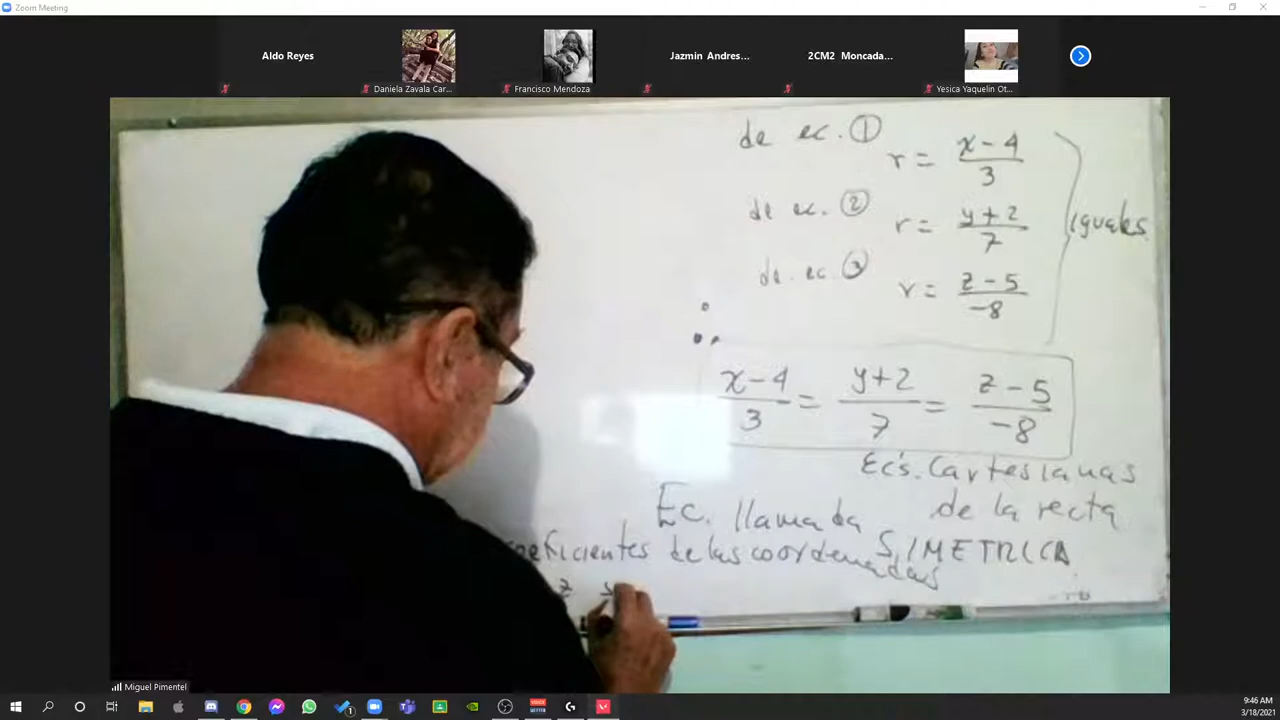 Zoom Meeting
Aldo Reyes
Daniela Zavala Car...
Francisco Mendoza
Jazmin Andres...
2CM2 Moncada...
Yesica Yaquelin Ot...
de ec. ① r = x-4 / 3
de ec. ② r = y+2 / 7
iguales
de ec. ③ r = z-5 / -8
x-4 / 3 = y+2 / 7 = z-5 / -8
Ec's. Cartesianas
de la recta
Ec. llamada
SIMETRICA
coeficientes de las coordenadas
z
Miguel Pimentel
9:46 AM
3/18/2021